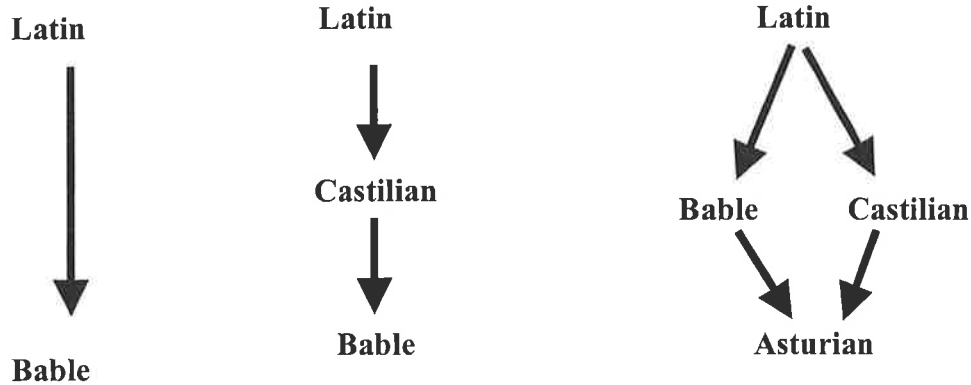 Latin
Bable
Latin
Castilian
Bable
Latin
Bable Castilian
Asturian